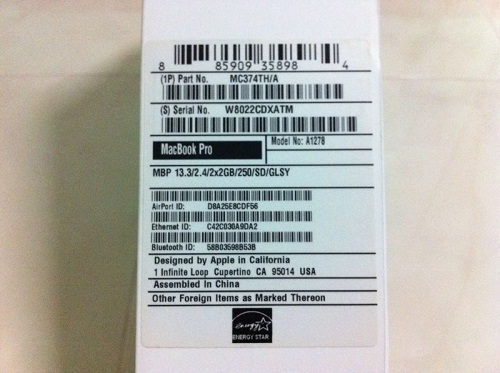 8 85909 35898 4
(1P) Part No. MC374TH/A
(S) Serial No. W8022CDXATM
MacBook Pro
Model No: A1278
MBP 13.3/2.4/2x2GB/250/SD/GLSY
AirPort ID: D8A25E8CDF56
Ethernet ID: C42C030A9DA2
Bluetooth ID: 58B03598B53B
Designed by Apple in California
1 Infinite Loop Cupertino CA 95014 USA
Assembled In China
Other Foreign Items as Marked Thereon
energy
ENERGY STAR